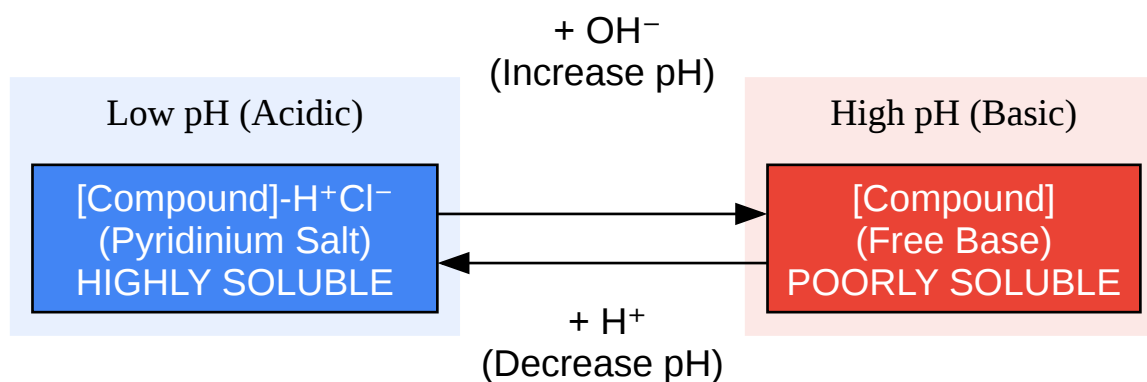 + OH⁻
(Increase pH)
Low pH (Acidic)
High pH (Basic)
[Compound]-H⁺Cl⁻
(Pyridinium Salt)
HIGHLY SOLUBLE
[Compound]
(Free Base)
POORLY SOLUBLE
+ H⁺
(Decrease pH)